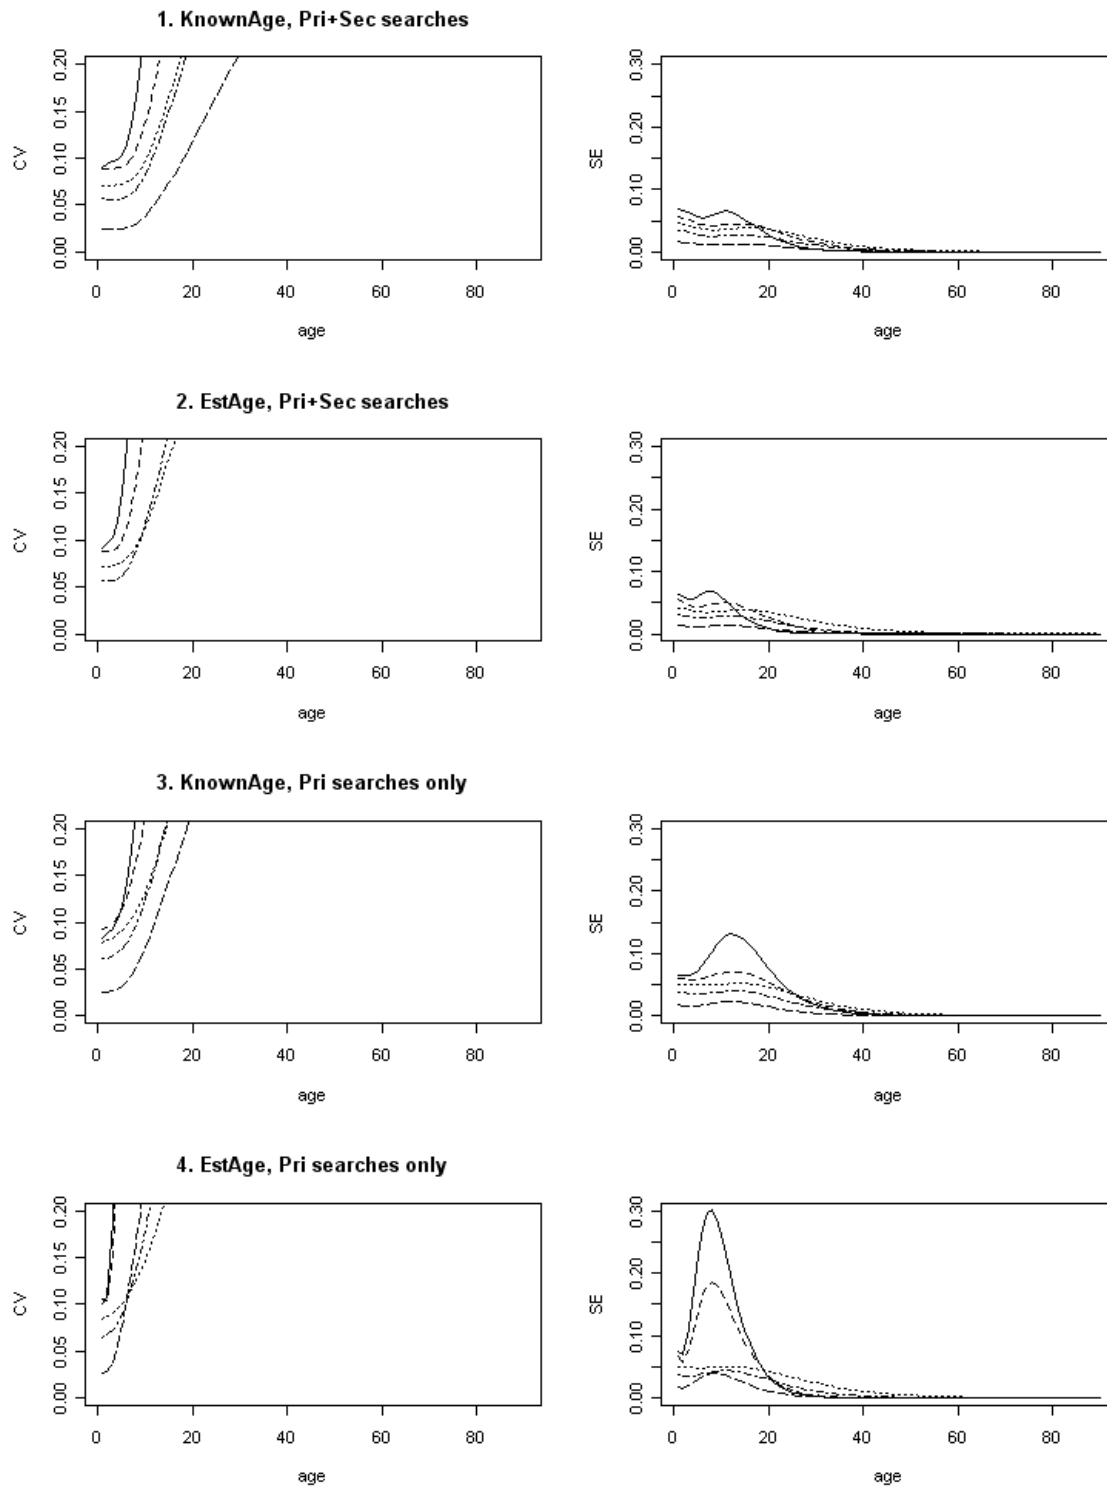 1. KnownAge, Pri+Sec searches
CV
0.00 0.05 0.10 0.15 0.20
0 20 40 60 80
age
SE
0.00 0.10 0.20 0.30
0 20 40 60 80
age
2. EstAge, Pri+Sec searches
CV
0.00 0.05 0.10 0.15 0.20
0 20 40 60 80
age
SE
0.00 0.10 0.20 0.30
0 20 40 60 80
age
3. KnownAge, Pri searches only
CV
0.00 0.05 0.10 0.15 0.20
0 20 40 60 80
age
SE
0.00 0.10 0.20 0.30
0 20 40 60 80
age
4. EstAge, Pri searches only
CV
0.00 0.05 0.10 0.15 0.20
0 20 40 60 80
age
SE
0.00 0.10 0.20 0.30
0 20 40 60 80
age